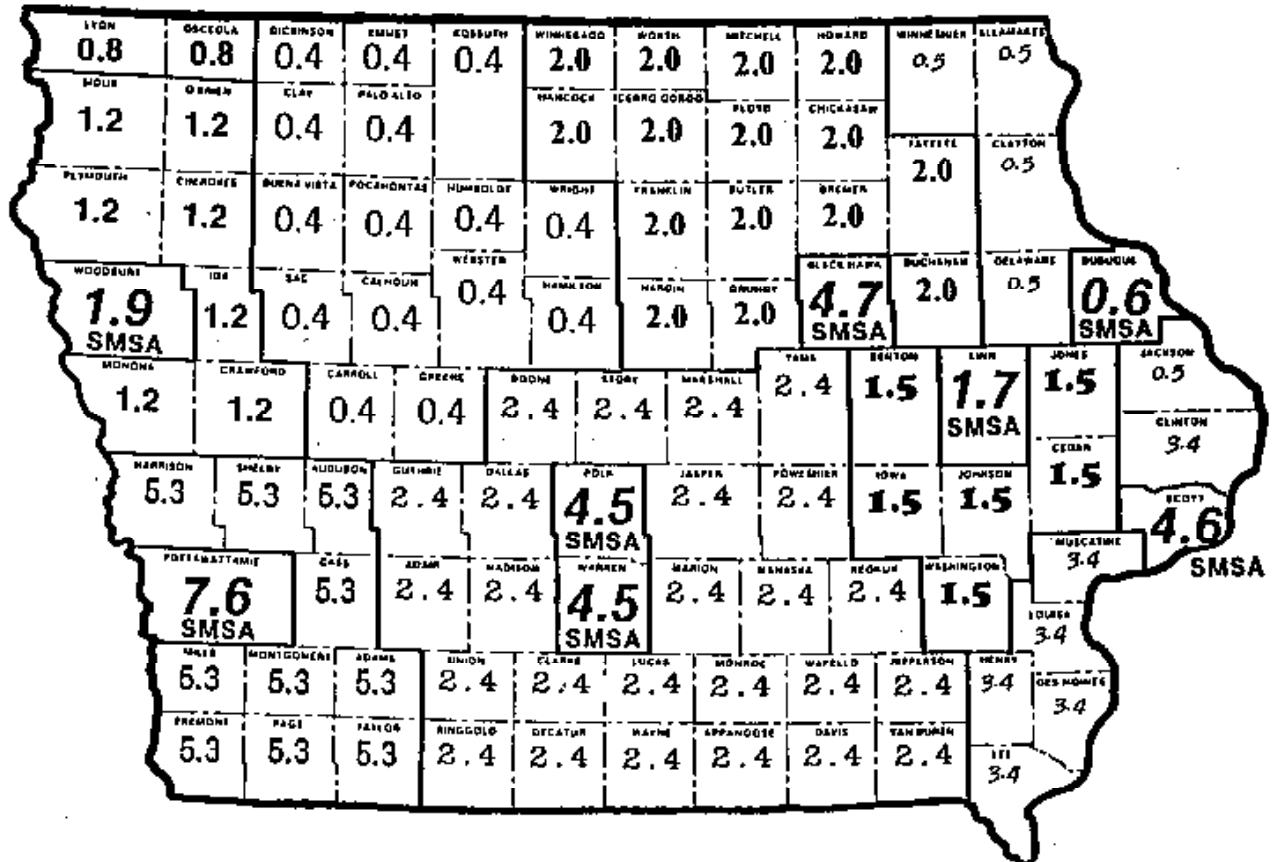 LYON OSCEOLA DICKINSON EMMET KOSSUTH WINNEBAGO WORTH MITCHELL HOWARD WINNESHIEK ALLAMAKEE
0.8 0.8 0.4 0.4 0.4 2.0 2.0 2.0 2.0 0.5 0.5
SIOUX O'BRIEN CLAY PALO ALTO HANCOCK CERRO GORDO FLOYD CHICKASAW
1.2 1.2 0.4 0.4 2.0 2.0 2.0 2.0
FAYETTE CLAYTON
2.0 0.5
PLYMOUTH CHEROKEE BUENA VISTA POCAHONTAS HUMBOLDT WRIGHT FRANKLIN BUTLER BREMER
1.2 1.2 0.4 0.4 0.4 0.4 2.0 2.0 2.0
WOODBURY IDA SAC CALHOUN WEBSTER HAMILTON HARDIN GRUNDY BLACK HAWK BUCHANAN DELAWARE DUBUQUE
1.9 1.2 0.4 0.4 0.4 0.4 2.0 2.0 4.7 2.0 0.5 0.6
SMSA SMSA SMSA
MONONA CRAWFORD CARROLL GREENE BOONE STORY MARSHALL TAMA BENTON LINN JONES JACKSON
1.2 1.2 0.4 0.4 2.4 2.4 2.4 2.4 1.5 1.7 1.5 0.5
SMSA
CLINTON
3.4
HARRISON SHELBY AUDUBON GUTHRIE DALLAS POLK JASPER POWESHIEK IOWA JOHNSON CEDAR SCOTT
5.3 5.3 5.3 2.4 2.4 4.5 2.4 2.4 1.5 1.5 1.5 4.6
SMSA SMSA
POTTAWATTAMIE CASS ADAIR MADISON WARREN MARION MAHASKA KEOKUK WASHINGTON MUSCATINE
7.6 5.3 2.4 2.4 4.5 2.4 2.4 2.4 1.5 3.4
SMSA SMSA
LOUISA
3.4
MILLS MONTGOMERY ADAMS UNION CLARKE LUCAS MONROE WAPELLO JEFFERSON HENRY DES MOINES
5.3 5.3 5.3 2.4 2.4 2.4 2.4 2.4 2.4 3.4 3.4
FREMONT PAGE TAYLOR RINGGOLD DECATUR WAYNE APPANOOSE DAVIS VAN BUREN LEE
5.3 5.3 5.3 2.4 2.4 2.4 2.4 2.4 2.4 3.4